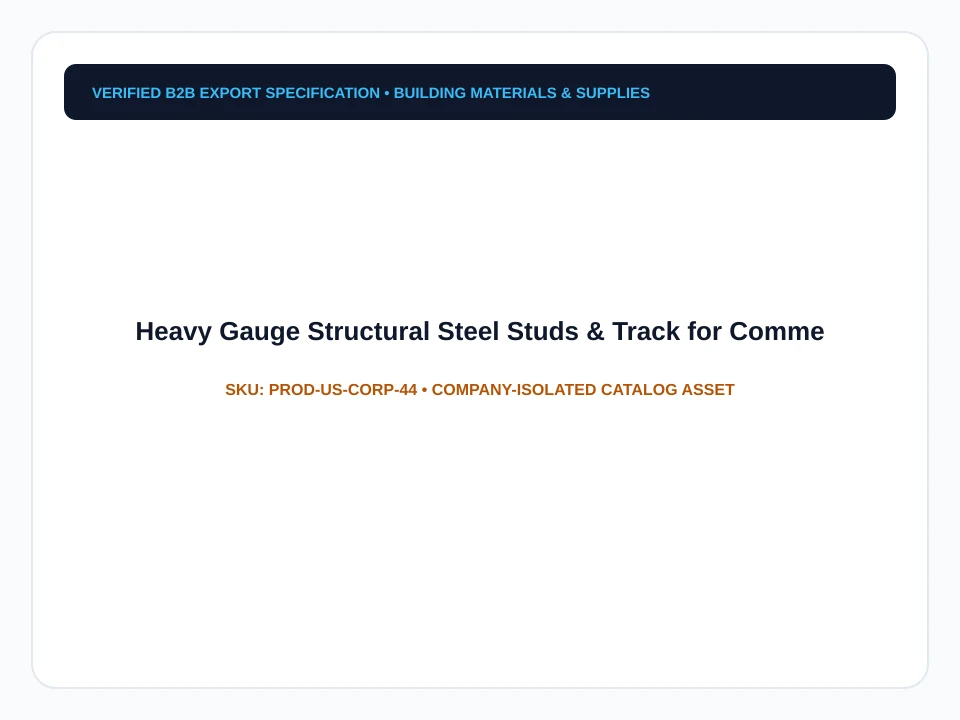 VERIFIED B2B EXPORT SPECIFICATION • BUILDING MATERIALS & SUPPLIES
Heavy Gauge Structural Steel Studs & Track for Comme
SKU: PROD-US-CORP-44 • COMPANY-ISOLATED CATALOG ASSET